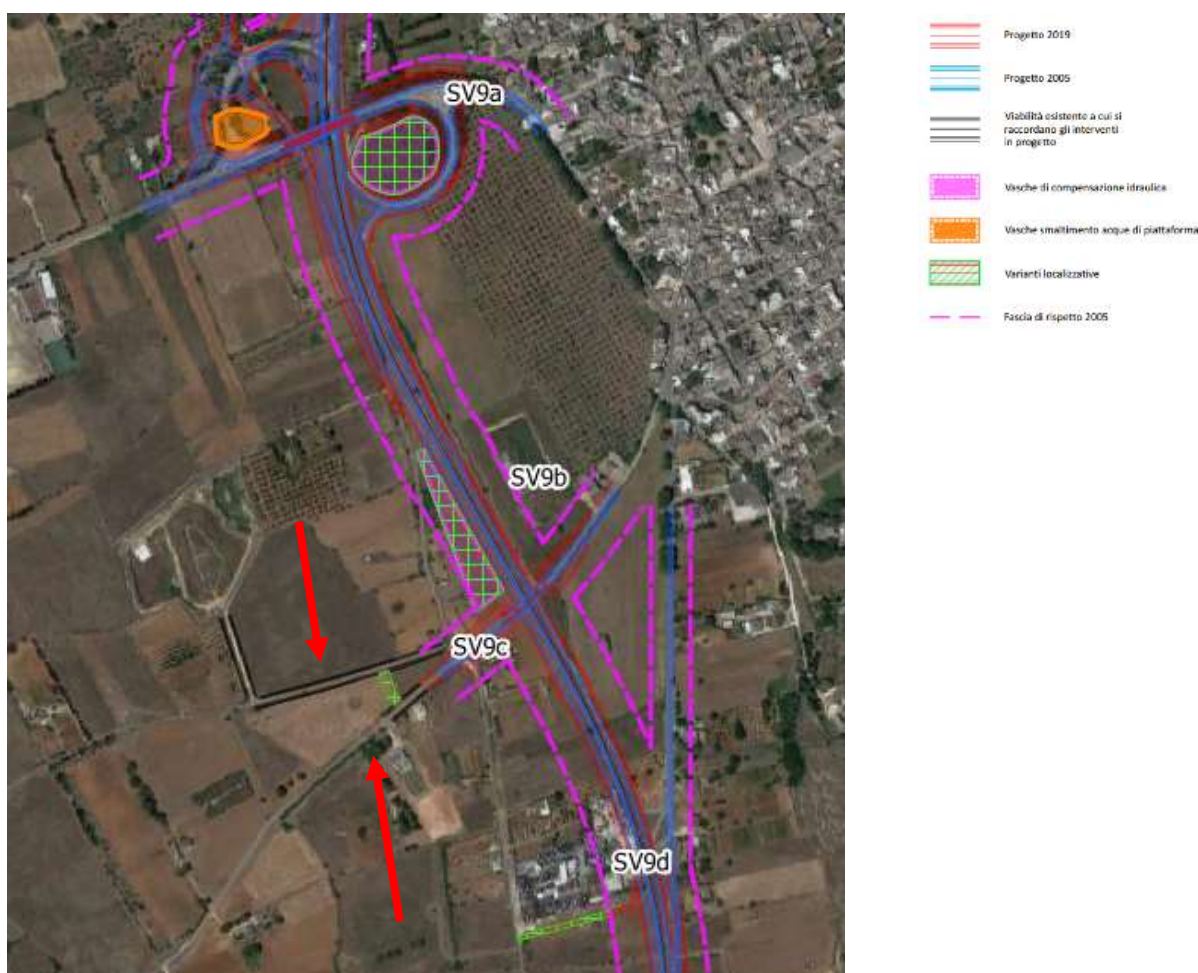 SV9a
SV9b
SV9c
SV9d
Progetto 2019
Progetto 2005
Viabilità esistente a cui si
raccordano gli interventi
in progetto
Vasche di compensazione idraulica
Vasche smaltimento acque di piattaforma
Varianti localizzative
Fascia di rispetto 2005